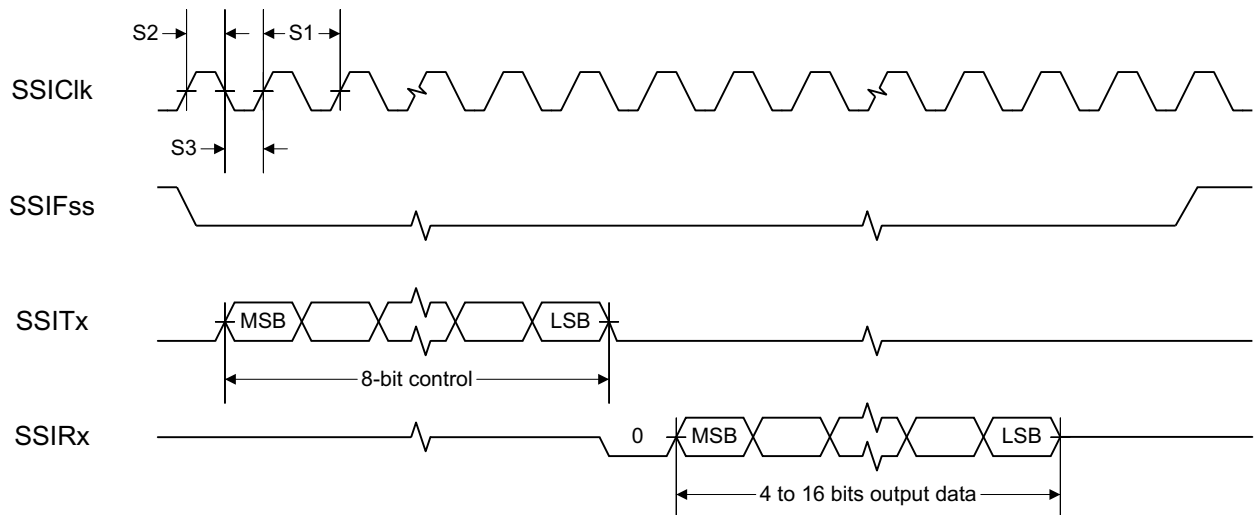 S2
S1
SSIClk
S3
SSIFss
SSITx
MSB
LSB
8-bit control
SSIRx
0
MSB
LSB
4 to 16 bits output data